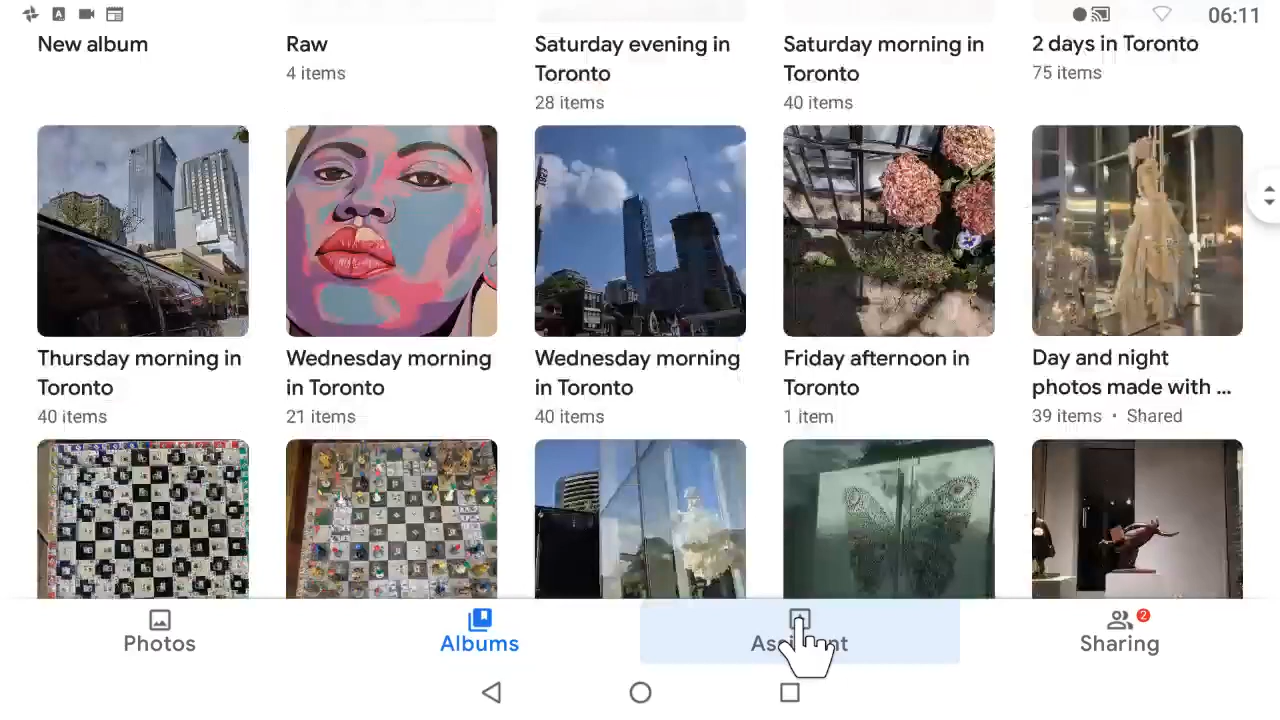 06:11
New album
Raw
4 items
Saturday evening in
Toronto
28 items
Saturday morning in
Toronto
40 items
2 days in Toronto
75 items
Thursday morning in
Toronto
40 items
Wednesday morning
in Toronto
21 items
Wednesday morning
in Toronto
40 items
Friday afternoon in
Toronto
1 item
Day and night
photos made with ...
39 items · Shared
Photos
Albums
Assistant
2
Sharing